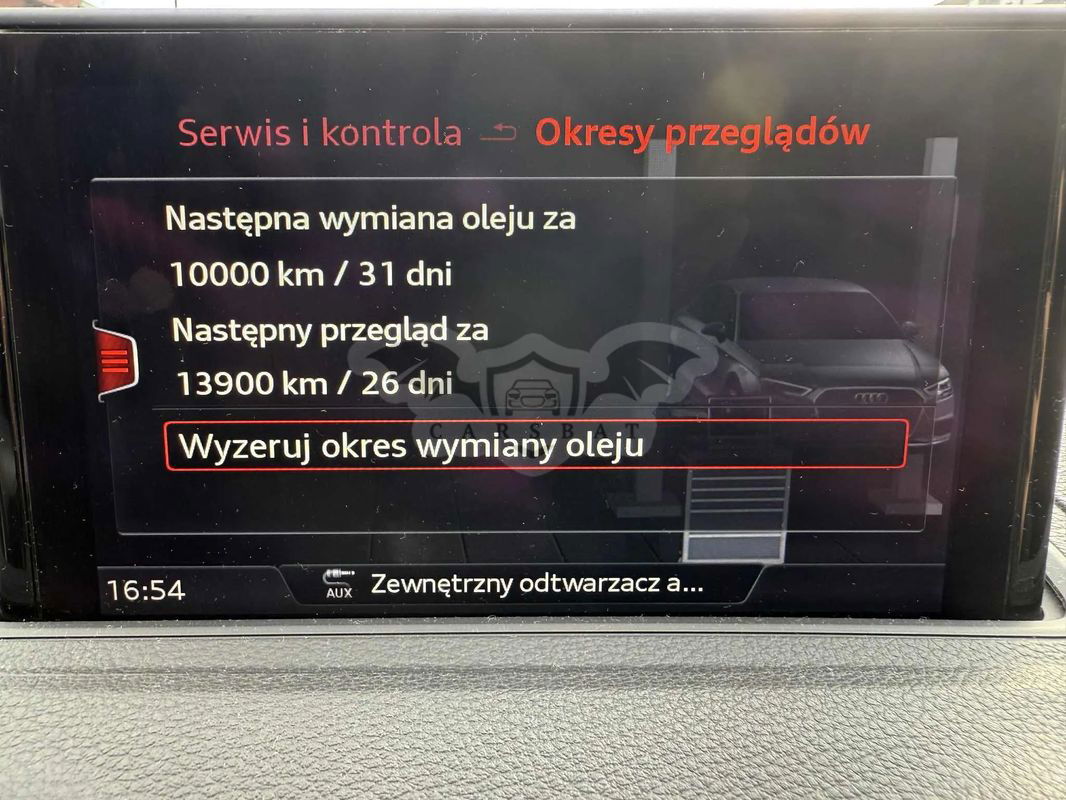 Serwis i kontrola Okresy przeglądów
Następna wymiana oleju za
10000 km / 31 dni
Następny przegląd za
13900 km / 26 dni
CARSBAT
Wyzeruj okres wymiany oleju
16:54 AUX Zewnętrzny odtwarzacz a...